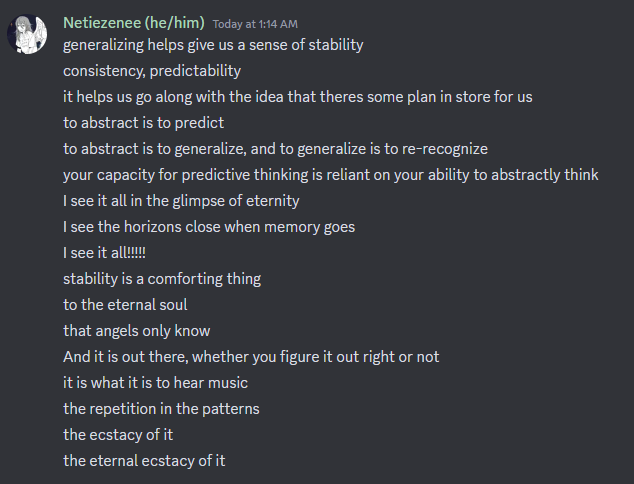 Netiezenee (he/him) Today at 1:14 AM
generalizing helps give us a sense of stability
consistency, predictability
it helps us go along with the idea that theres some plan in store for us
to abstract is to predict
to abstract is to generalize, and to generalize is to re-recognize
your capacity for predictive thinking is reliant on your ability to abstractly think
I see it all in the glimpse of eternity
I see the horizons close when memory goes
I see it all!!!!!
stability is a comforting thing
to the eternal soul
that angels only know
And it is out there, whether you figure it out right or not
it is what it is to hear music
the repetition in the patterns
the ecstacy of it
the eternal ecstacy of it